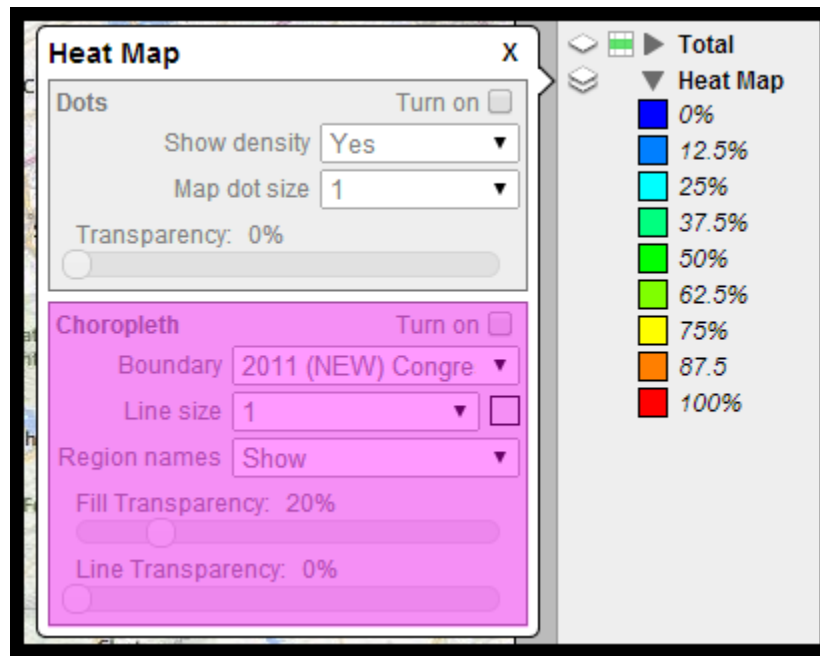 Heat Map X
Dots Turn on
Show density Yes
Map dot size 1
Transparency: 0%
Choropleth Turn on
Boundary 2011 (NEW) Congre
Line size 1
Region names Show
Fill Transparency: 20%
Line Transparency: 0%
Total
Heat Map
0%
12.5%
25%
37.5%
50%
62.5%
75%
87.5
100%